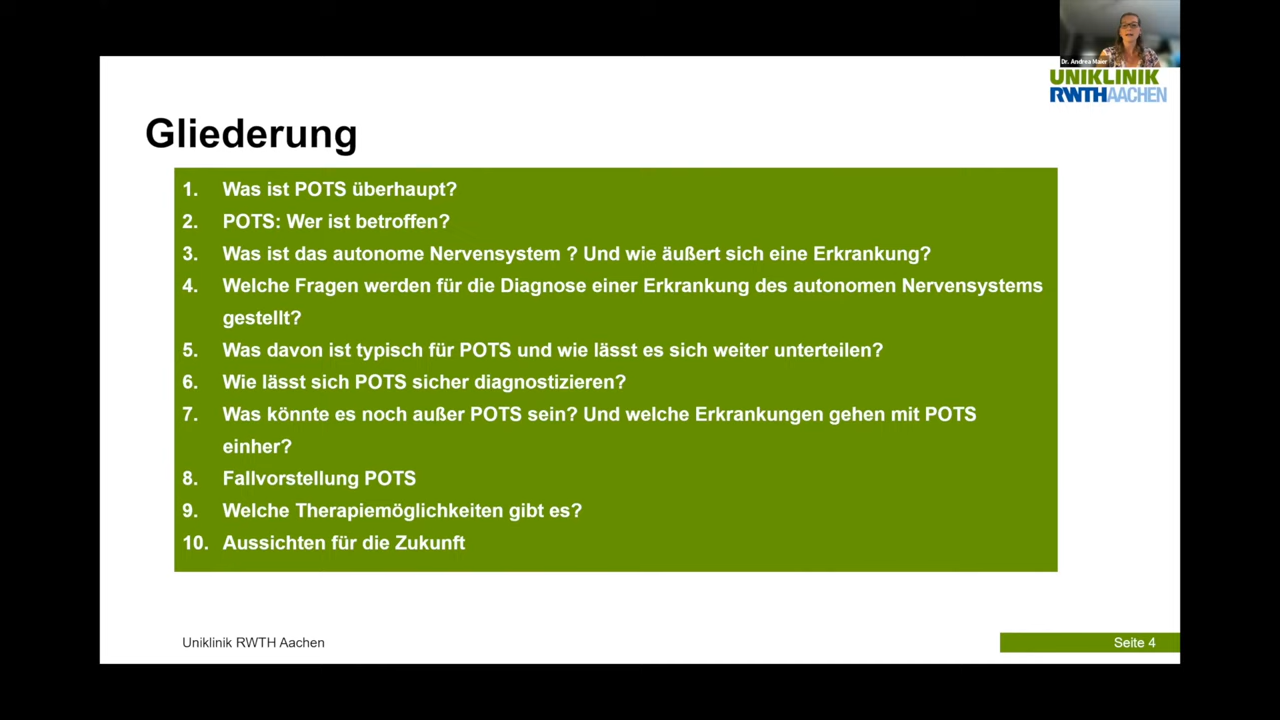 Dr. Andrea Maier
UNIKLINIK
RWTHAACHEN
Gliederung
1. Was ist POTS überhaupt?
2. POTS: Wer ist betroffen?
3. Was ist das autonome Nervensystem ? Und wie äußert sich eine Erkrankung?
4. Welche Fragen werden für die Diagnose einer Erkrankung des autonomen Nervensystems
gestellt?
5. Was davon ist typisch für POTS und wie lässt es sich weiter unterteilen?
6. Wie lässt sich POTS sicher diagnostizieren?
7. Was könnte es noch außer POTS sein? Und welche Erkrankungen gehen mit POTS
einher?
8. Fallvorstellung POTS
9. Welche Therapiemöglichkeiten gibt es?
10. Aussichten für die Zukunft
Uniklinik RWTH Aachen
Seite 4